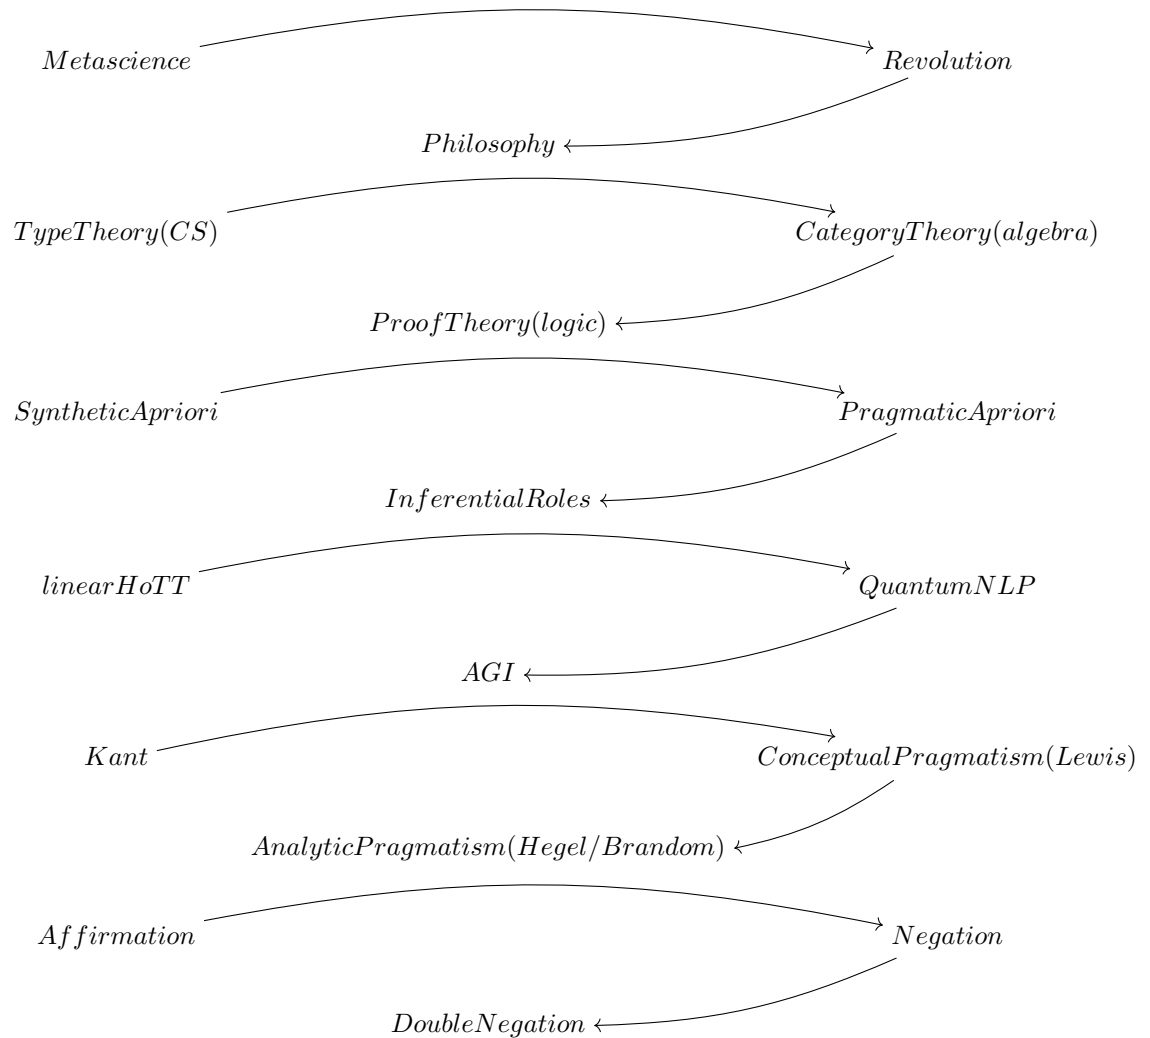 Metascience
Revolution
Philosophy
TypeTheory(CS)
CategoryTheory(algebra)
ProofTheory(logic)
SyntheticApriori
PragmaticApriori
InferentialRoles
linearHoTT
QuantumNLP
AGI
Kant
ConceptualPragmatism(Lewis)
AnalyticPragmatism(Hegel/Brandom)
Affirmation
Negation
DoubleNegation